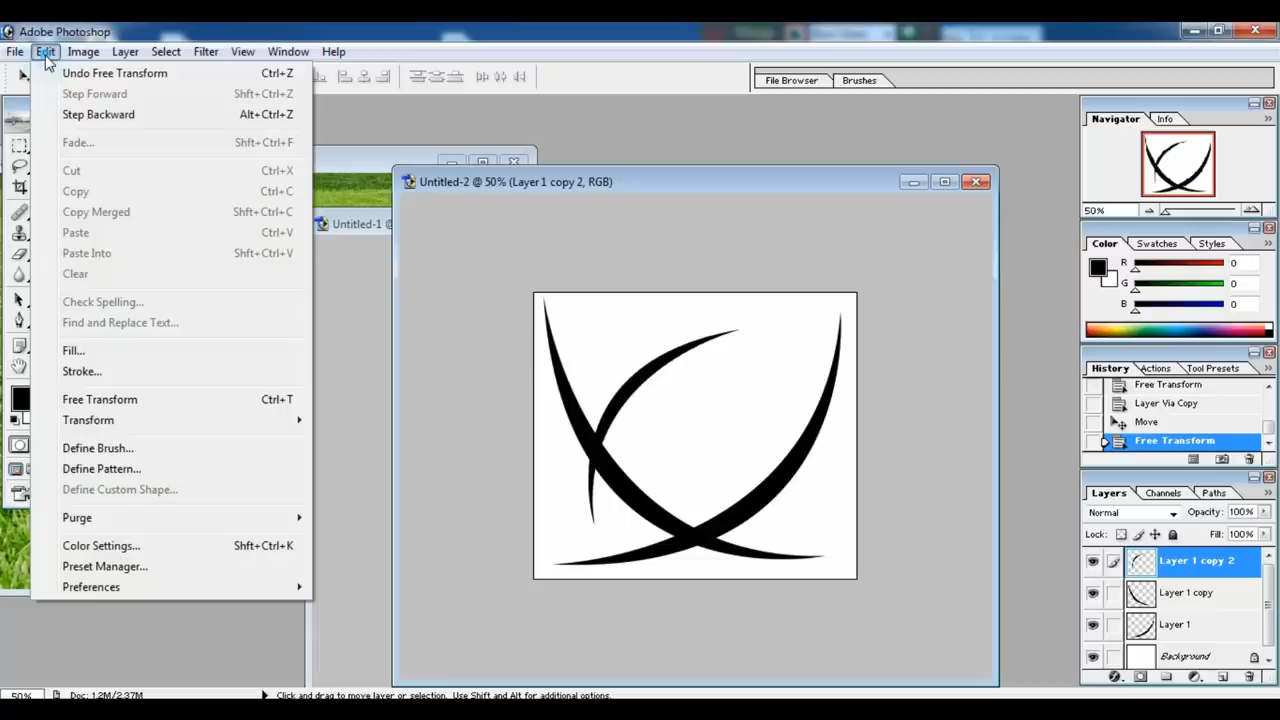 Adobe Photoshop
File Edit Image Layer Select Filter View Window Help
Undo Free Transform Ctrl+Z
Step Forward Shft+Ctrl+Z
Step Backward Alt+Ctrl+Z
Fade... Shft+Ctrl+F
Cut Ctrl+X
Copy Ctrl+C
Copy Merged Shft+Ctrl+C
Paste Ctrl+V
Paste Into Shft+Ctrl+V
Clear
Check Spelling...
Find and Replace Text...
Fill...
Stroke...
Free Transform Ctrl+T
Transform
Define Brush...
Define Pattern...
Define Custom Shape...
Purge
Color Settings... Shft+Ctrl+K
Preset Manager...
Preferences
File Browser Brushes
Untitled-1 @
Untitled-2 @ 50% (Layer 1 copy 2, RGB)
Navigator Info
50%
Color Swatches Styles
R 0
G 0
B 0
History Actions Tool Presets
Free Transform
Layer Via Copy
Move
Free Transform
Layers Channels Paths
Normal Opacity: 100%
Lock: Fill: 100%
Layer 1 copy 2
Layer 1 copy
Layer 1
Background
50% Doc: 1.2M/2.37M Click and drag to move layer or selection. Use Shift and Alt for additional options.